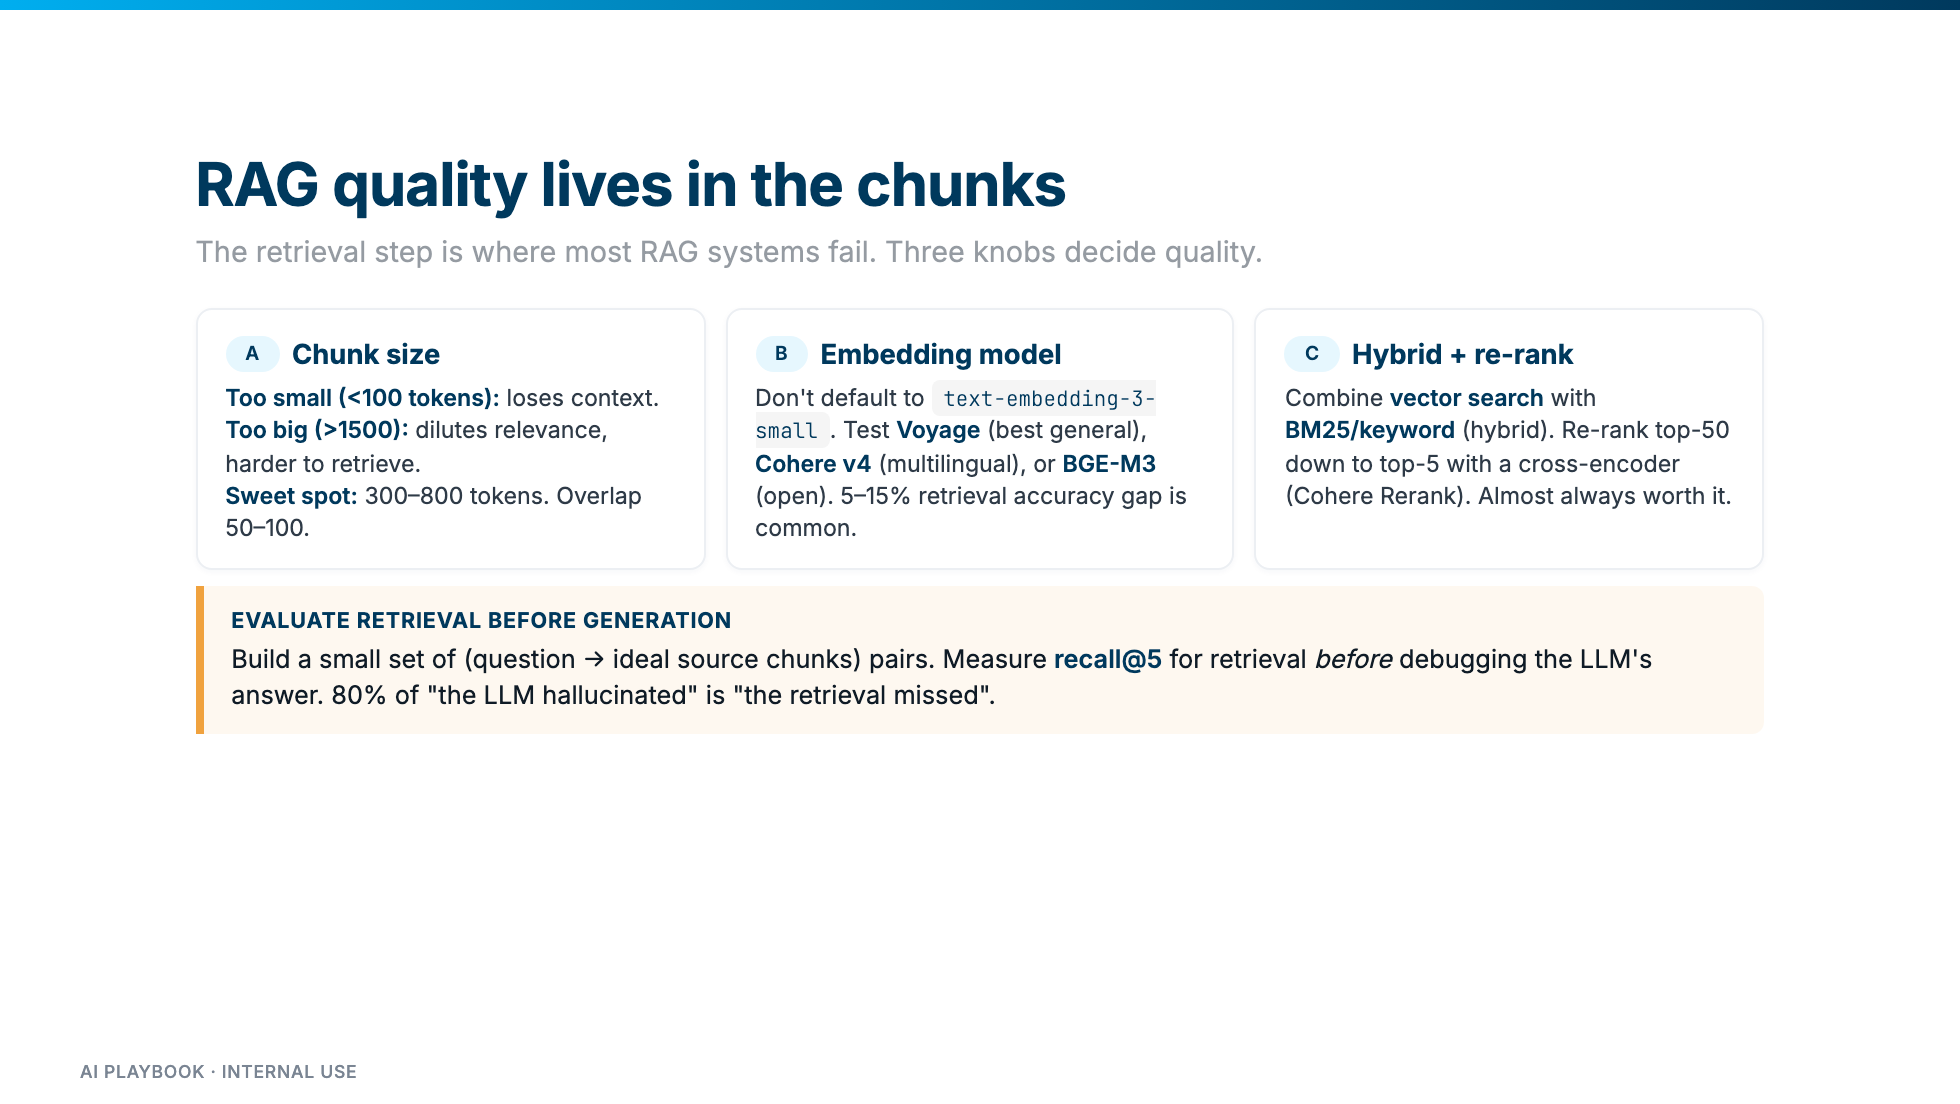 RAG quality lives in the chunks
The retrieval step is where most RAG systems fail. Three knobs decide quality.
A Chunk size
Too small (<100 tokens): loses context.
Too big (>1500): dilutes relevance,
harder to retrieve.
Sweet spot: 300–800 tokens. Overlap
50–100.
B Embedding model
Don't default to text-embedding-3-
small . Test Voyage (best general),
Cohere v4 (multilingual), or BGE-M3
(open). 5–15% retrieval accuracy gap is
common.
C Hybrid + re-rank
Combine vector search with
BM25/keyword (hybrid). Re-rank top-50
down to top-5 with a cross-encoder
(Cohere Rerank). Almost always worth it.
EVALUATE RETRIEVAL BEFORE GENERATION
Build a small set of (question → ideal source chunks) pairs. Measure recall@5 for retrieval before debugging the LLM's
answer. 80% of "the LLM hallucinated" is "the retrieval missed".
AI PLAYBOOK · INTERNAL USE